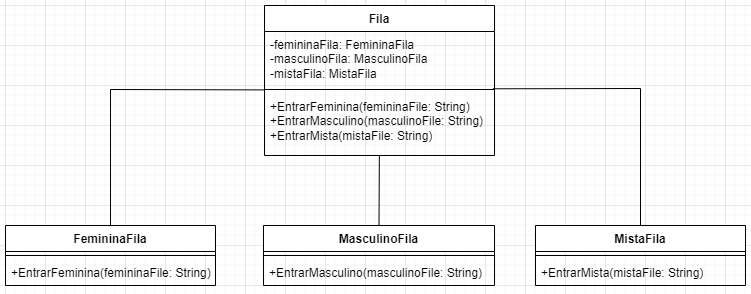 Fila
-femininaFila: FemininaFila
-masculinoFila: MasculinoFila
-mistaFila: MistaFila
+EntrarFeminina(femininaFile: String)
+EntrarMasculino(masculinoFile: String)
+EntrarMista(mistaFile: String)
FemininaFila
+EntrarFeminina(femininaFile: String)
MasculinoFila
+EntrarMasculino(masculinoFile: String)
MistaFila
+EntrarMista(mistaFile: String)